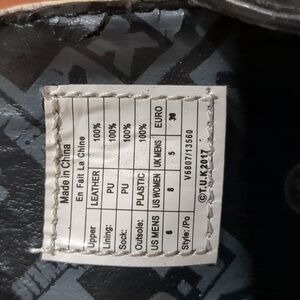 Made in China
En Fait La Chine
Upper LEATHER 100%
Lining: PU 100%
Sock: PU 100%
Outsole: PLASTIC 100%
US MENS US WOMEN UK MENS EURO
6 8 5 39
Style:/Po V6807/13560
©T.U.K2017